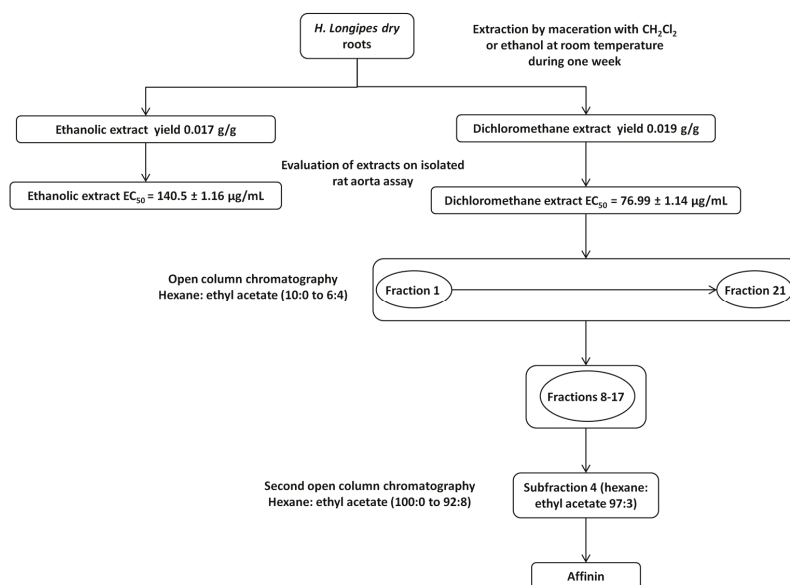 H. Longipes dry
roots
Extraction by maceration with CH₂Cl₂
or ethanol at room temperature
during one week
Ethanolic extract yield 0.017 g/g
Dichloromethane extract yield 0.019 g/g
Evaluation of extracts on isolated
rat aorta assay
Ethanolic extract EC₅₀ = 140.5 ± 1.16 µg/mL
Dichloromethane extract EC₅₀ = 76.99 ± 1.14 µg/mL
Open column chromatography
Hexane: ethyl acetate (10:0 to 6:4)
Fraction 1
Fraction 21
Fractions 8-17
Second open column chromatography
Hexane: ethyl acetate (100:0 to 92:8)
Subfraction 4 (hexane:
ethyl acetate 97:3)
Affinin